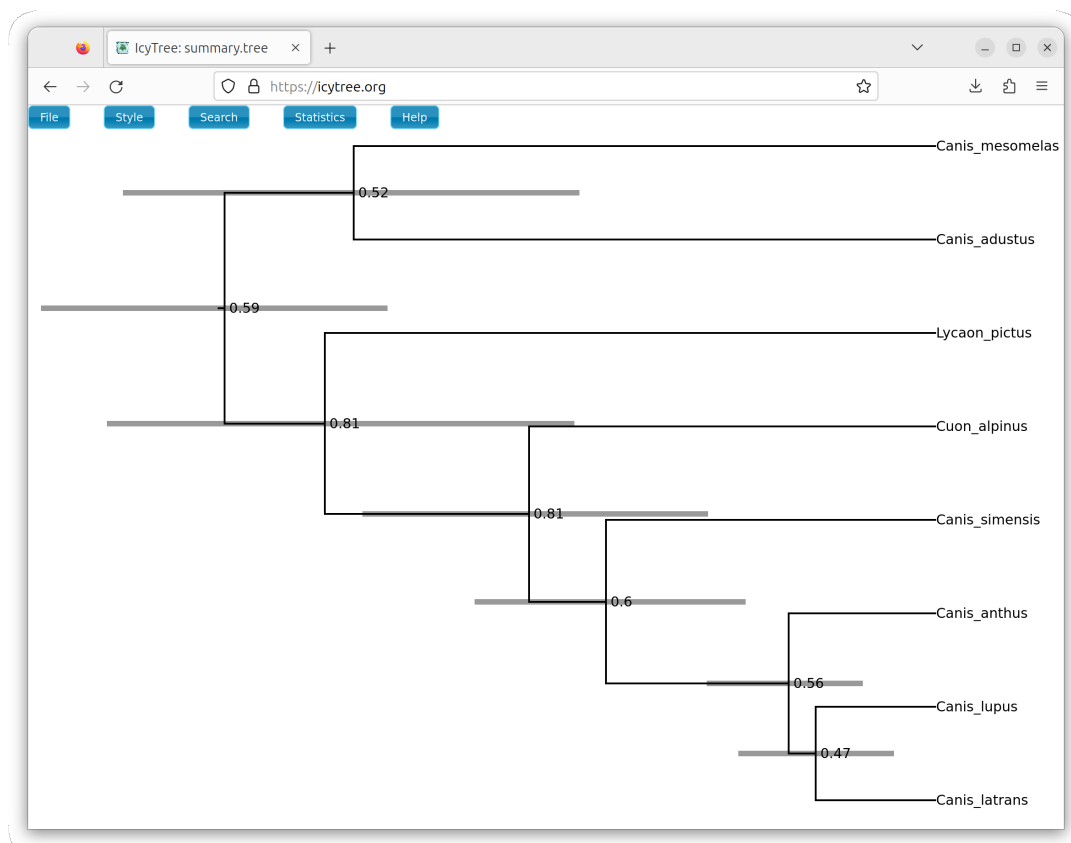 IcyTree: summary.tree
https://icytree.org
File Style Search Statistics Help
Canis_mesomelas
0.52
Canis_adustus
0.59
Lycaon_pictus
0.81
Cuon_alpinus
0.81
Canis_simensis
0.6
Canis_anthus
0.56
Canis_lupus
0.47
Canis_latrans